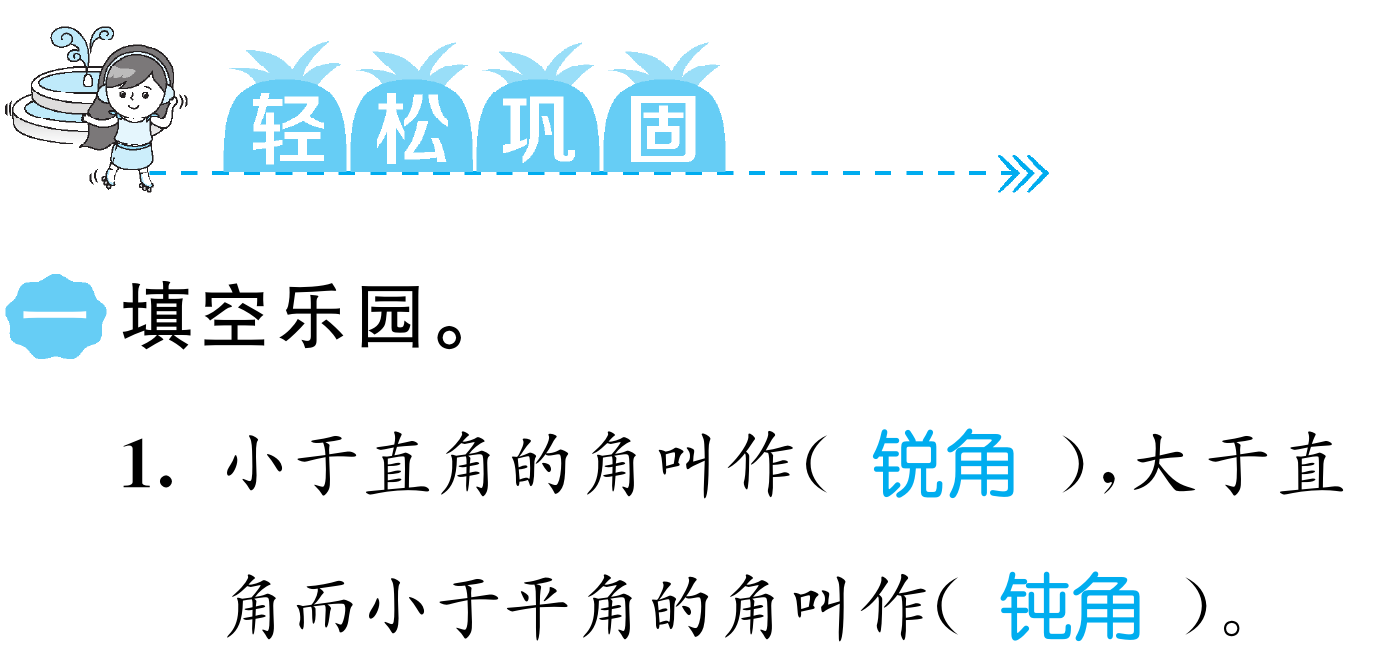 轻松巩固
一 填空乐园。
1. 小于直角的角叫作( 锐角 ),大于直
角而小于平角的角叫作( 钝角 )。